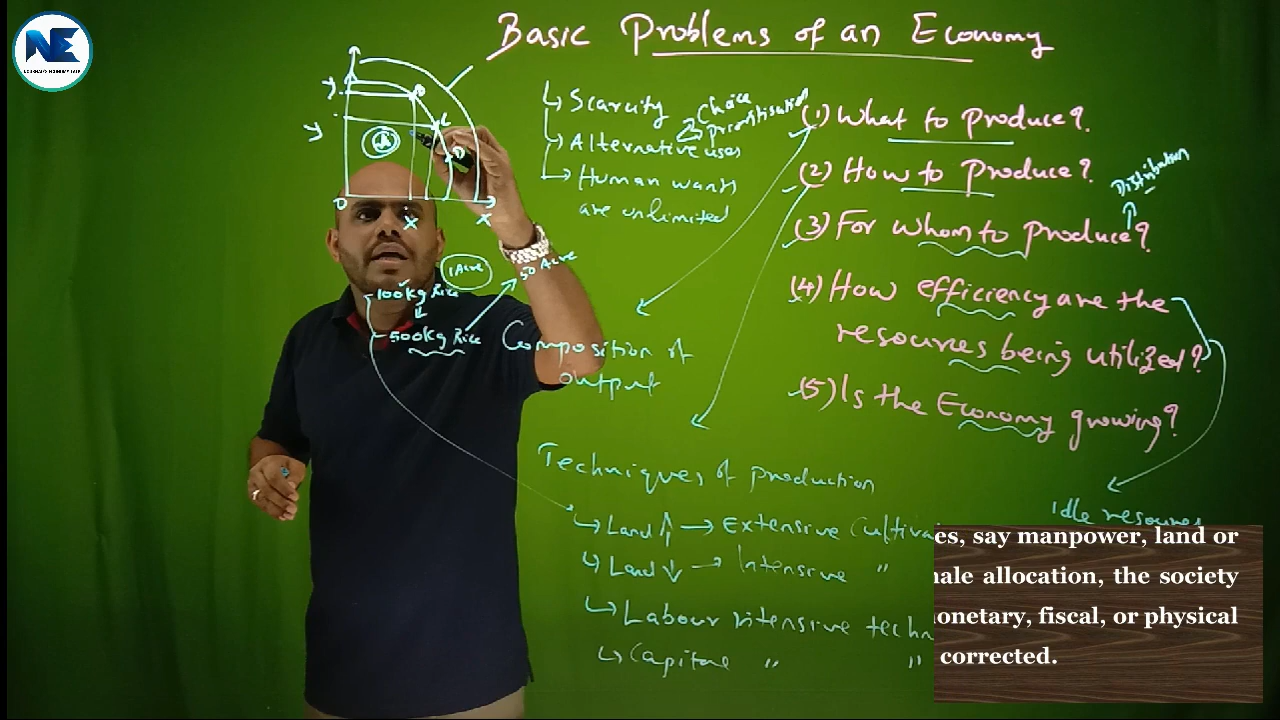 NE
Basic Problems of an Economy
y
y
B
C
D
A
O
X
X
Scarcity
Choice
prioritisation
Alternative uses
Human wants
are unlimited
(1) What to Produce?
(2) How to Produce?
Distribution
(3) For whom to produce?
(4) How efficiency are the
resources being utilized?
(5) Is the Economy growing?
1 Acre
50 Acre
100kg Rice
500kg Rice
Composition of
output
Techniques of production
Land ↑ → Extensive Cultiva
Land ↓ → Intensive "
Labour intensive techn
Capital " "
Idle resources
es, say manpower, land or
nale allocation, the society
onetary, fiscal, or physical
corrected.